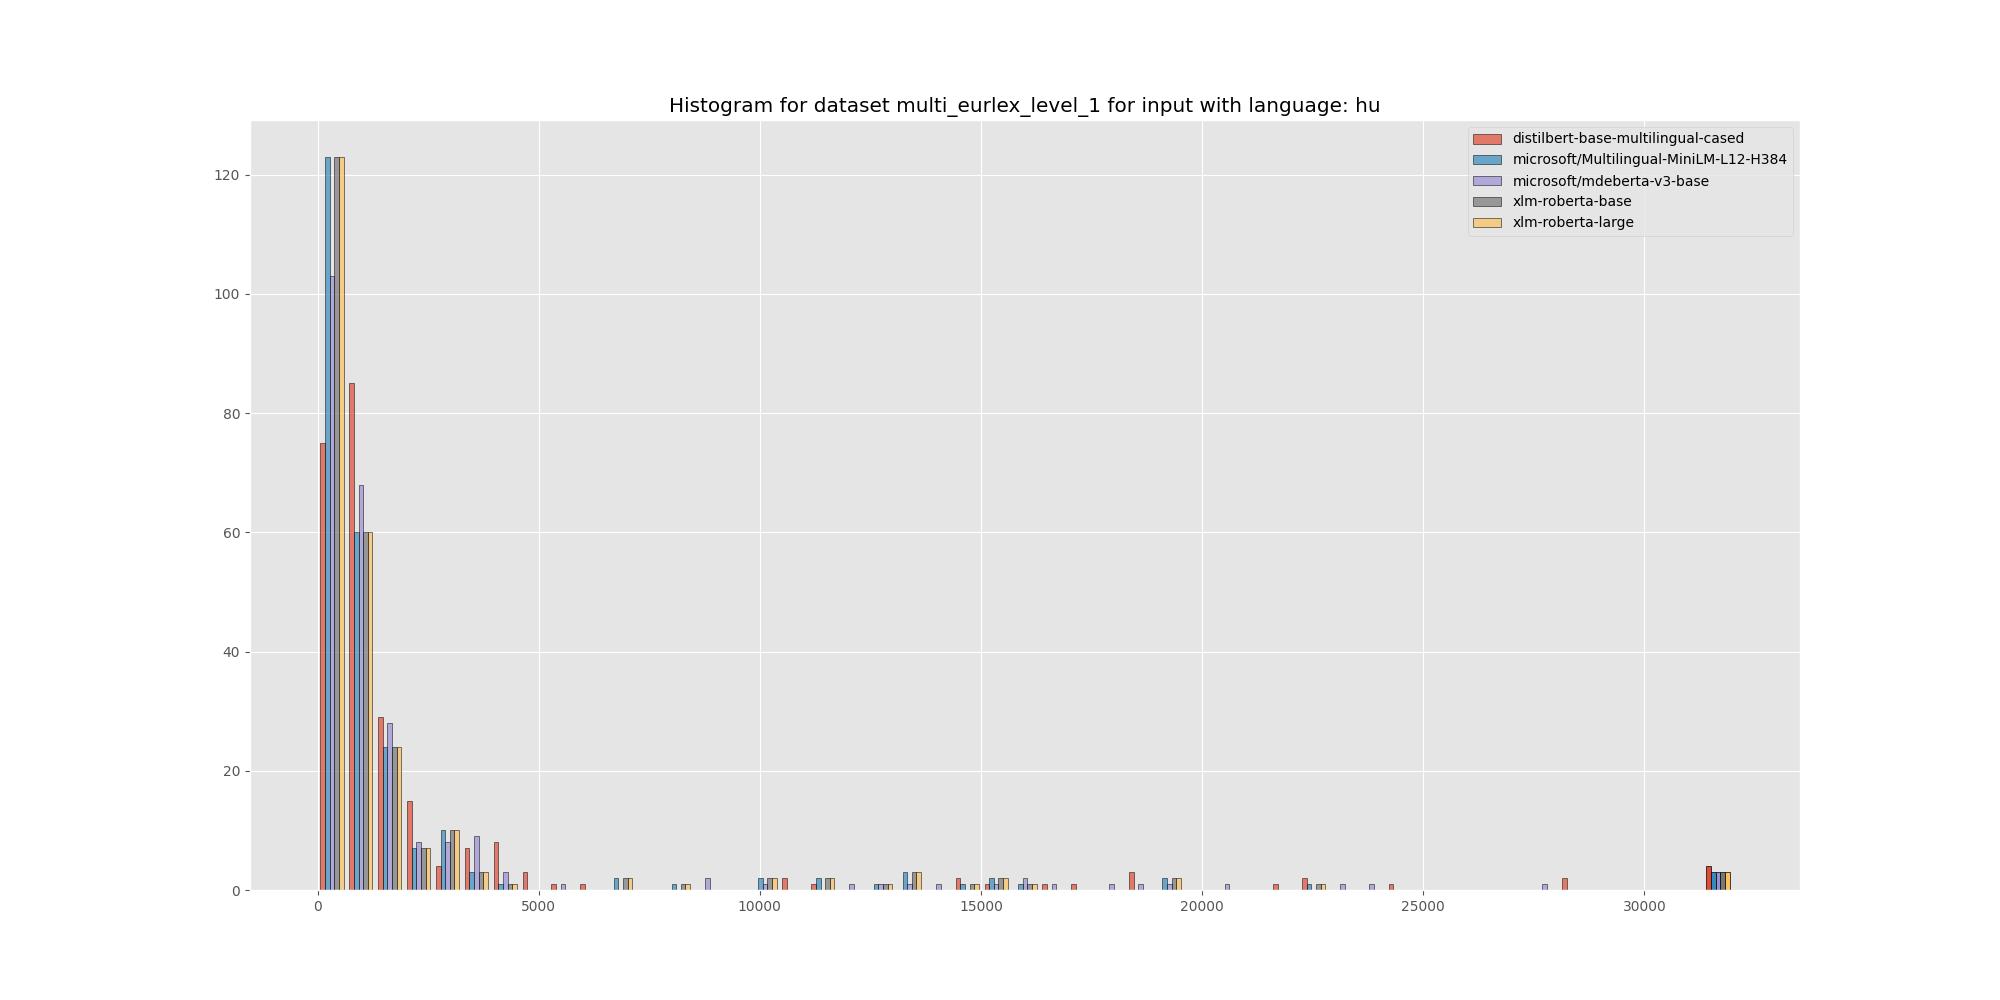 Histogram for dataset multi_eurlex_level_1 for input with language: hu
distilbert-base-multilingual-cased
microsoft/Multilingual-MiniLM-L12-H384
microsoft/mdeberta-v3-base
xlm-roberta-base
xlm-roberta-large
120
100
80
60
40
20
0
0 5000 10000 15000 20000 25000 30000